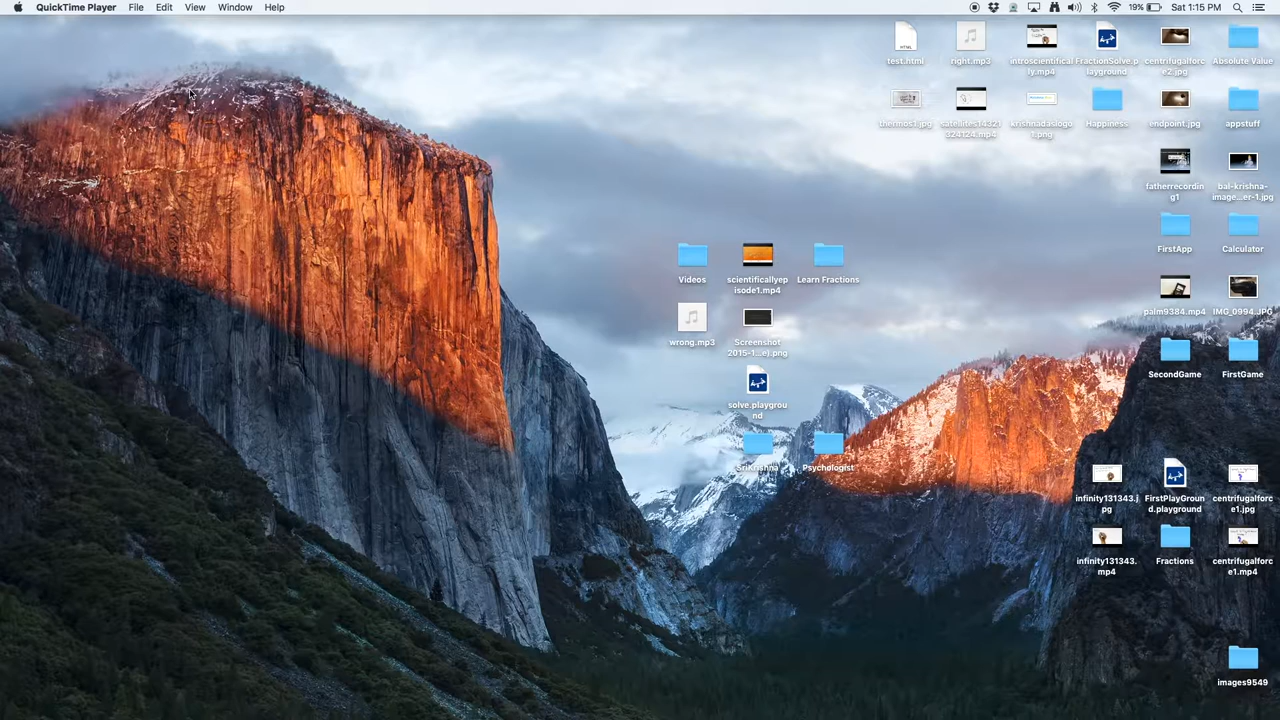 QuickTime Player File Edit View Window Help 19% Sat 1:15 PM
test.html
right.mp3
introscientifical
ly.mp4
FractionSolve.p
layground
centrifugalforc
e2.jpg
Absolute Value
thermos1.jpg
satellites14321
324124.mp4
krishnadaslogo
1.png
Happiness
endpoint.jpg
appstuff
fatherrecordin
g1
bal-krishna-
image...er-1.jpg
Videos
scientificallyep
isode1.mp4
Learn Fractions
FirstApp
Calculator
wrong.mp3
Screenshot
2015-1...e).png
palm9384.mp4
IMG_0994.JPG
solve.playgrou
nd
SecondGame
FirstGame
SriKrishna
Psychologist
infinity131343.j
pg
FirstPlayGroun
d.playground
centrifugalforc
e1.jpg
infinity131343.
mp4
Fractions
centrifugalforc
e1.mp4
images9549